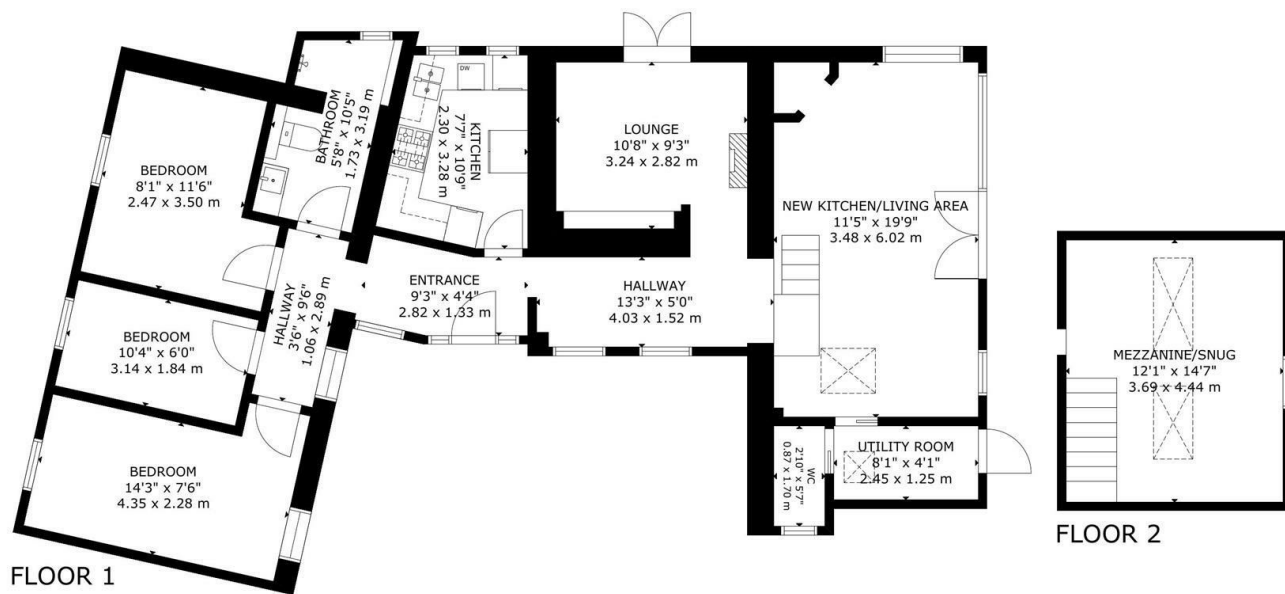 BEDROOM
8'1" x 11'6"
2.47 x 3.50 m
BATHROOM
5'8" x 10'5"
1.73 x 3.19 m
DW
KITCHEN
7'7" x 10'9"
2.30 x 3.28 m
LOUNGE
10'8" x 9'3"
3.24 x 2.82 m
NEW KITCHEN/LIVING AREA
11'5" x 19'9"
3.48 x 6.02 m
BEDROOM
10'4" x 6'0"
3.14 x 1.84 m
HALLWAY
3'6" x 9'6"
1.06 x 2.89 m
ENTRANCE
9'3" x 4'4"
2.82 x 1.33 m
HALLWAY
13'3" x 5'0"
4.03 x 1.52 m
MEZZANINE/SNUG
12'1" x 14'7"
3.69 x 4.44 m
BEDROOM
14'3" x 7'6"
4.35 x 2.28 m
WC
2'10" x 5'7"
0.87 x 1.70 m
UTILITY ROOM
8'1" x 4'1"
2.45 x 1.25 m
FLOOR 1
FLOOR 2